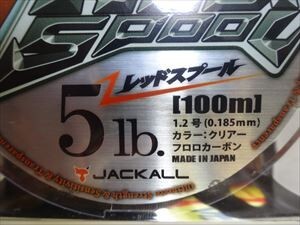 Spool
レッドスプール
5lb.
[100m]
1.2号(0.185mm)
カラー:クリアー
フロロカーボン
MADE IN JAPAN
JACKALL